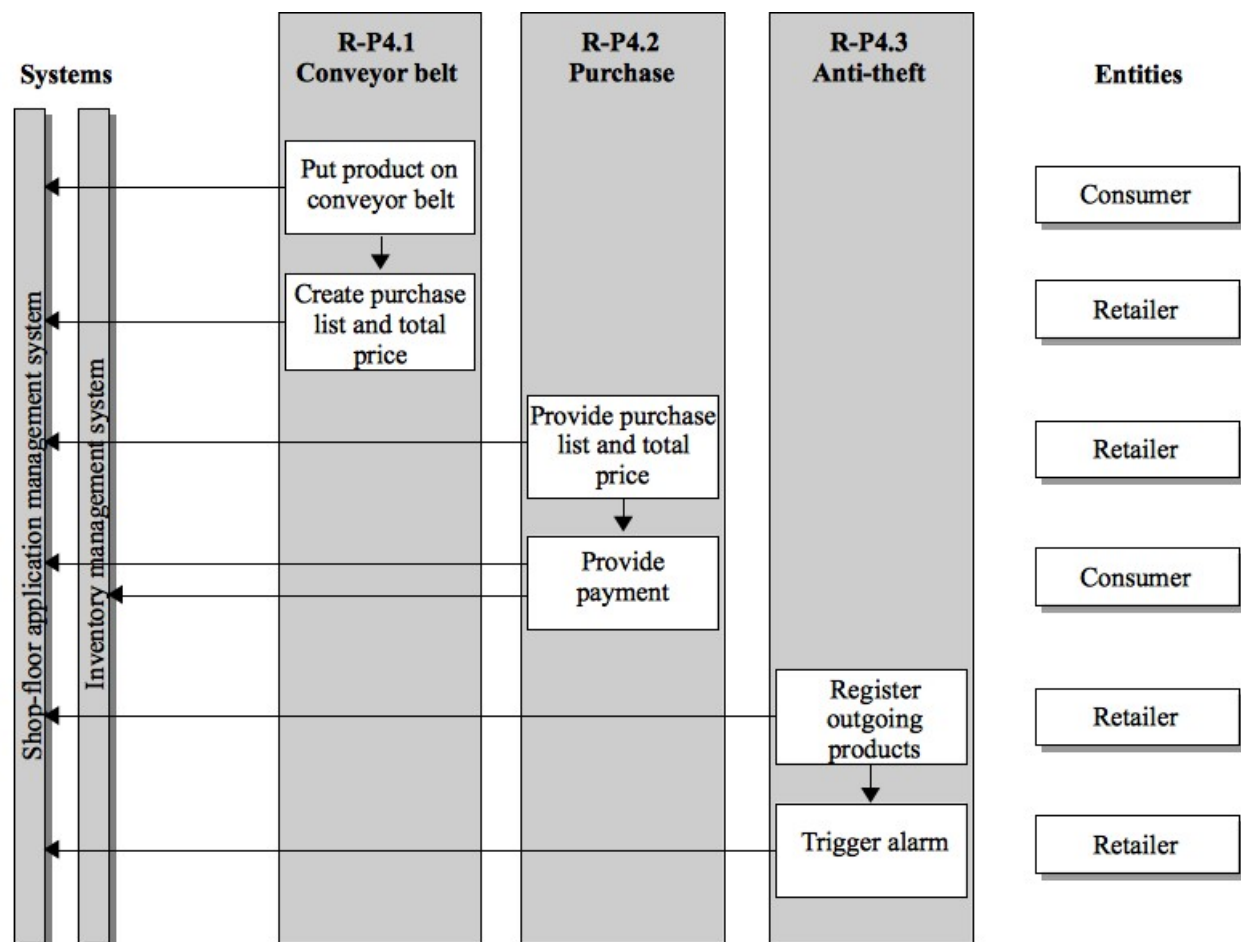 Systems
R-P4.1
Conveyor belt
R-P4.2
Purchase
R-P4.3
Anti-theft
Entities
Shop-floor application management system
Inventory management system
Put product on
conveyor belt
Consumer
Create purchase
list and total
price
Retailer
Provide purchase
list and total
price
Retailer
Provide
payment
Consumer
Register
outgoing
products
Retailer
Trigger alarm
Retailer